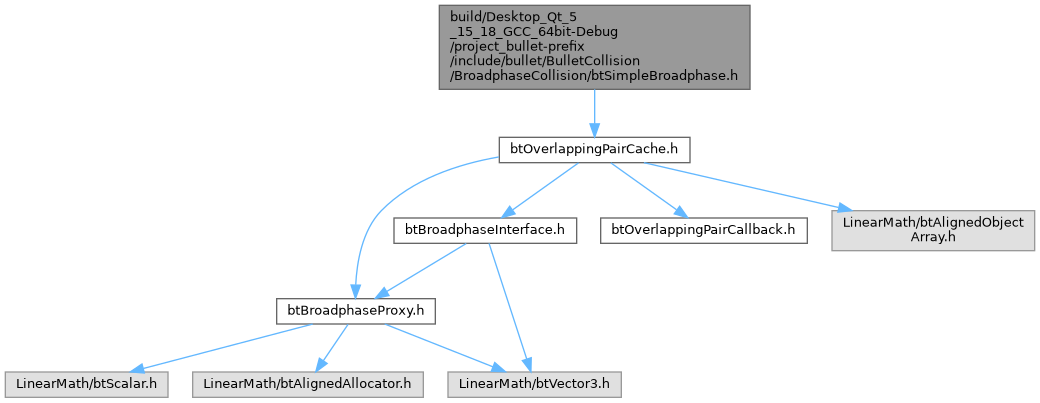 build/Desktop_Qt_5
_15_18_GCC_64bit-Debug
/project_bullet-prefix
/include/bullet/BulletCollision
/BroadphaseCollision/btSimpleBroadphase.h
btOverlappingPairCache.h
btBroadphaseInterface.h
btOverlappingPairCallback.h
LinearMath/btAlignedObject
Array.h
btBroadphaseProxy.h
LinearMath/btScalar.h
LinearMath/btAlignedAllocator.h
LinearMath/btVector3.h